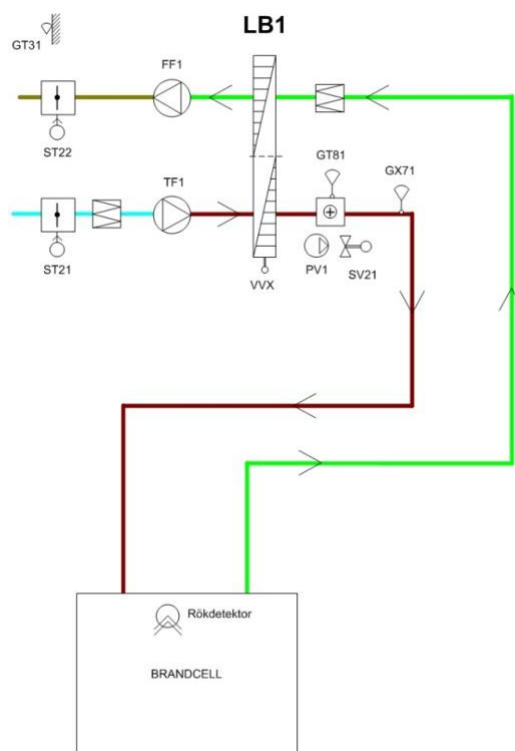 LB1
GT31
FF1
ST22
GT81
GX71
TF1
ST21
PV1
SV21
VVX
Rökdetektor
BRANDCELL